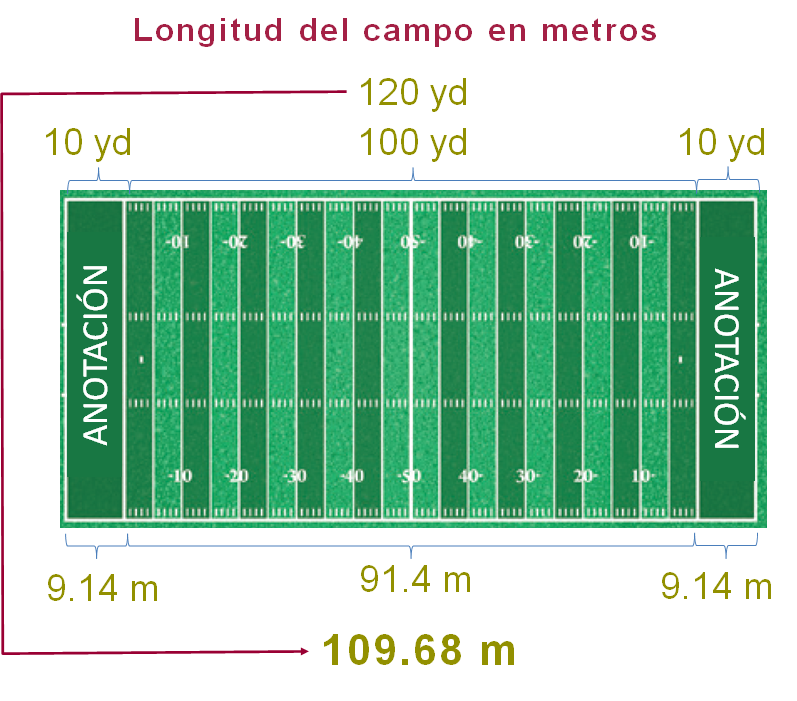 Longitud del campo en metros
120 yd
10 yd 100 yd 10 yd
-10 -20 -30 -40 -50 40- 30- 20- 10-
ANOTACIÓN
ANOTACIÓN
-10 -20 -30 -40 -50 40- 30- 20- 10-
9.14 m 91.4 m 9.14 m
109.68 m